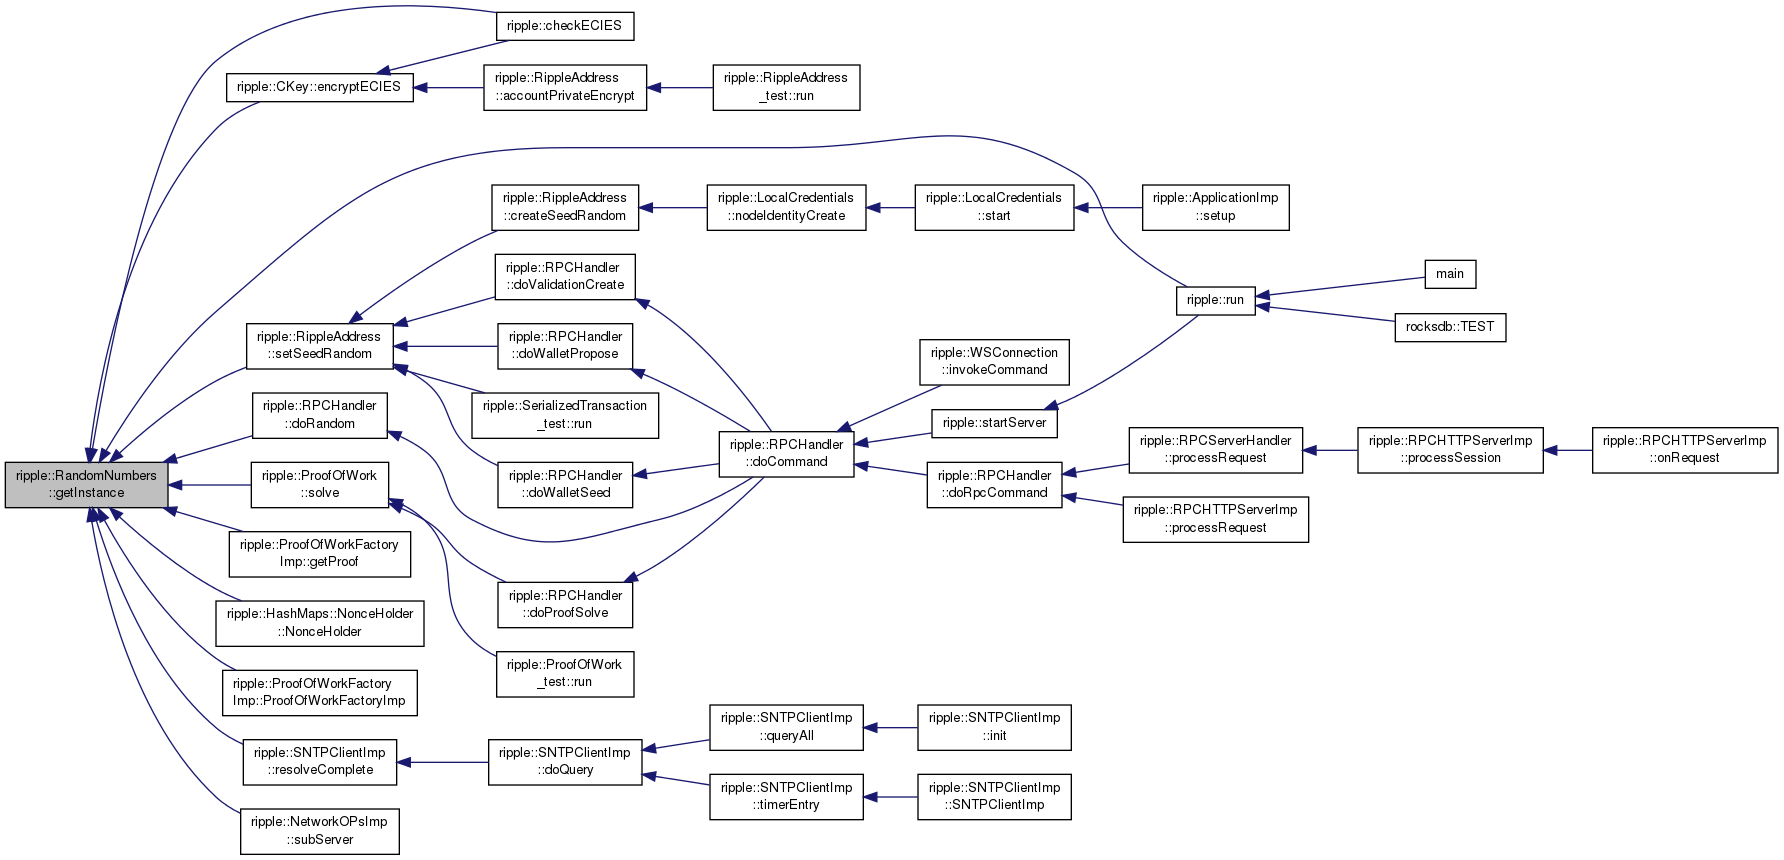 ripple::checkECIES
ripple::CKey::encryptECIES
ripple::RippleAddress
::accountPrivateEncrypt
ripple::RippleAddress
_test::run
ripple::RippleAddress
::createSeedRandom
ripple::LocalCredentials
::nodeIdentityCreate
ripple::LocalCredentials
::start
ripple::ApplicationImp
::setup
ripple::RPCHandler
::doValidationCreate
main
ripple::run
rocksdb::TEST
ripple::RippleAddress
::setSeedRandom
ripple::RPCHandler
::doWalletPropose
ripple::WSConnection
::invokeCommand
ripple::RPCHandler
::doRandom
ripple::SerializedTransaction
_test::run
ripple::startServer
ripple::RPCHandler
::doCommand
ripple::RPCServerHandler
::processRequest
ripple::RPCHTTPServerImp
::processSession
ripple::RPCHTTPServerImp
::onRequest
ripple::RandomNumbers
::getInstance
ripple::ProofOfWork
::solve
ripple::RPCHandler
::doWalletSeed
ripple::RPCHandler
::doRpcCommand
ripple::RPCHTTPServerImp
::processRequest
ripple::ProofOfWorkFactory
Imp::getProof
ripple::RPCHandler
::doProofSolve
ripple::HashMaps::NonceHolder
::NonceHolder
ripple::ProofOfWork
_test::run
ripple::ProofOfWorkFactory
Imp::ProofOfWorkFactoryImp
ripple::SNTPClientImp
::queryAll
ripple::SNTPClientImp
::init
ripple::SNTPClientImp
::resolveComplete
ripple::SNTPClientImp
::doQuery
ripple::SNTPClientImp
::timerEntry
ripple::SNTPClientImp
::SNTPClientImp
ripple::NetworkOPsImp
::subServer